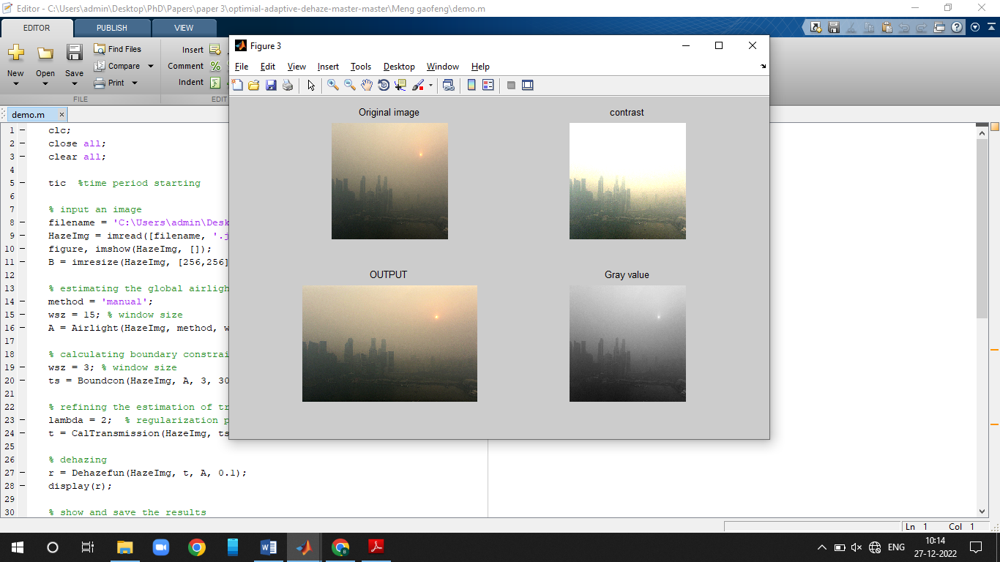 Editor - C:\Users\admin\Desktop\PhD\Papers\paper 3\optimial-adaptive-dehaze-master-master\Meng gaofeng\demo.m
EDITOR PUBLISH VIEW
New Open Save
Find Files
Compare
Print
Insert
Comment
Indent
FILE EDIT
demo.m ×
1 clc;
2 close all;
3 clear all;
4
5 tic %time period starting
6
7 % input an image
8 filename = 'C:\Users\admin\Desk
9 HazeImg = imread([filename, '.j
10 figure, imshow(HazeImg, []);
11 B = imresize(HazeImg, [256,256]
12
13 % estimating the global airligh
14 method = 'manual';
15 wsz = 15; % window size
16 A = Airlight(HazeImg, method, w
17
18 % calculating boundary constrai
19 wsz = 3; % window size
20 ts = Boundcon(HazeImg, A, 3, 30
21
22 % refining the estimation of tr
23 lambda = 2; % regularization p
24 t = CalTransmission(HazeImg, ts
25
26 % dehazing
27 r = Dehazefun(HazeImg, t, A, 0.1);
28 display(r);
29
30 % show and save the results
Figure 3
File Edit View Insert Tools Desktop Window Help
Original image
contrast
OUTPUT
Gray value
Ln 1 Col 1
ENG
10:14
27-12-2022